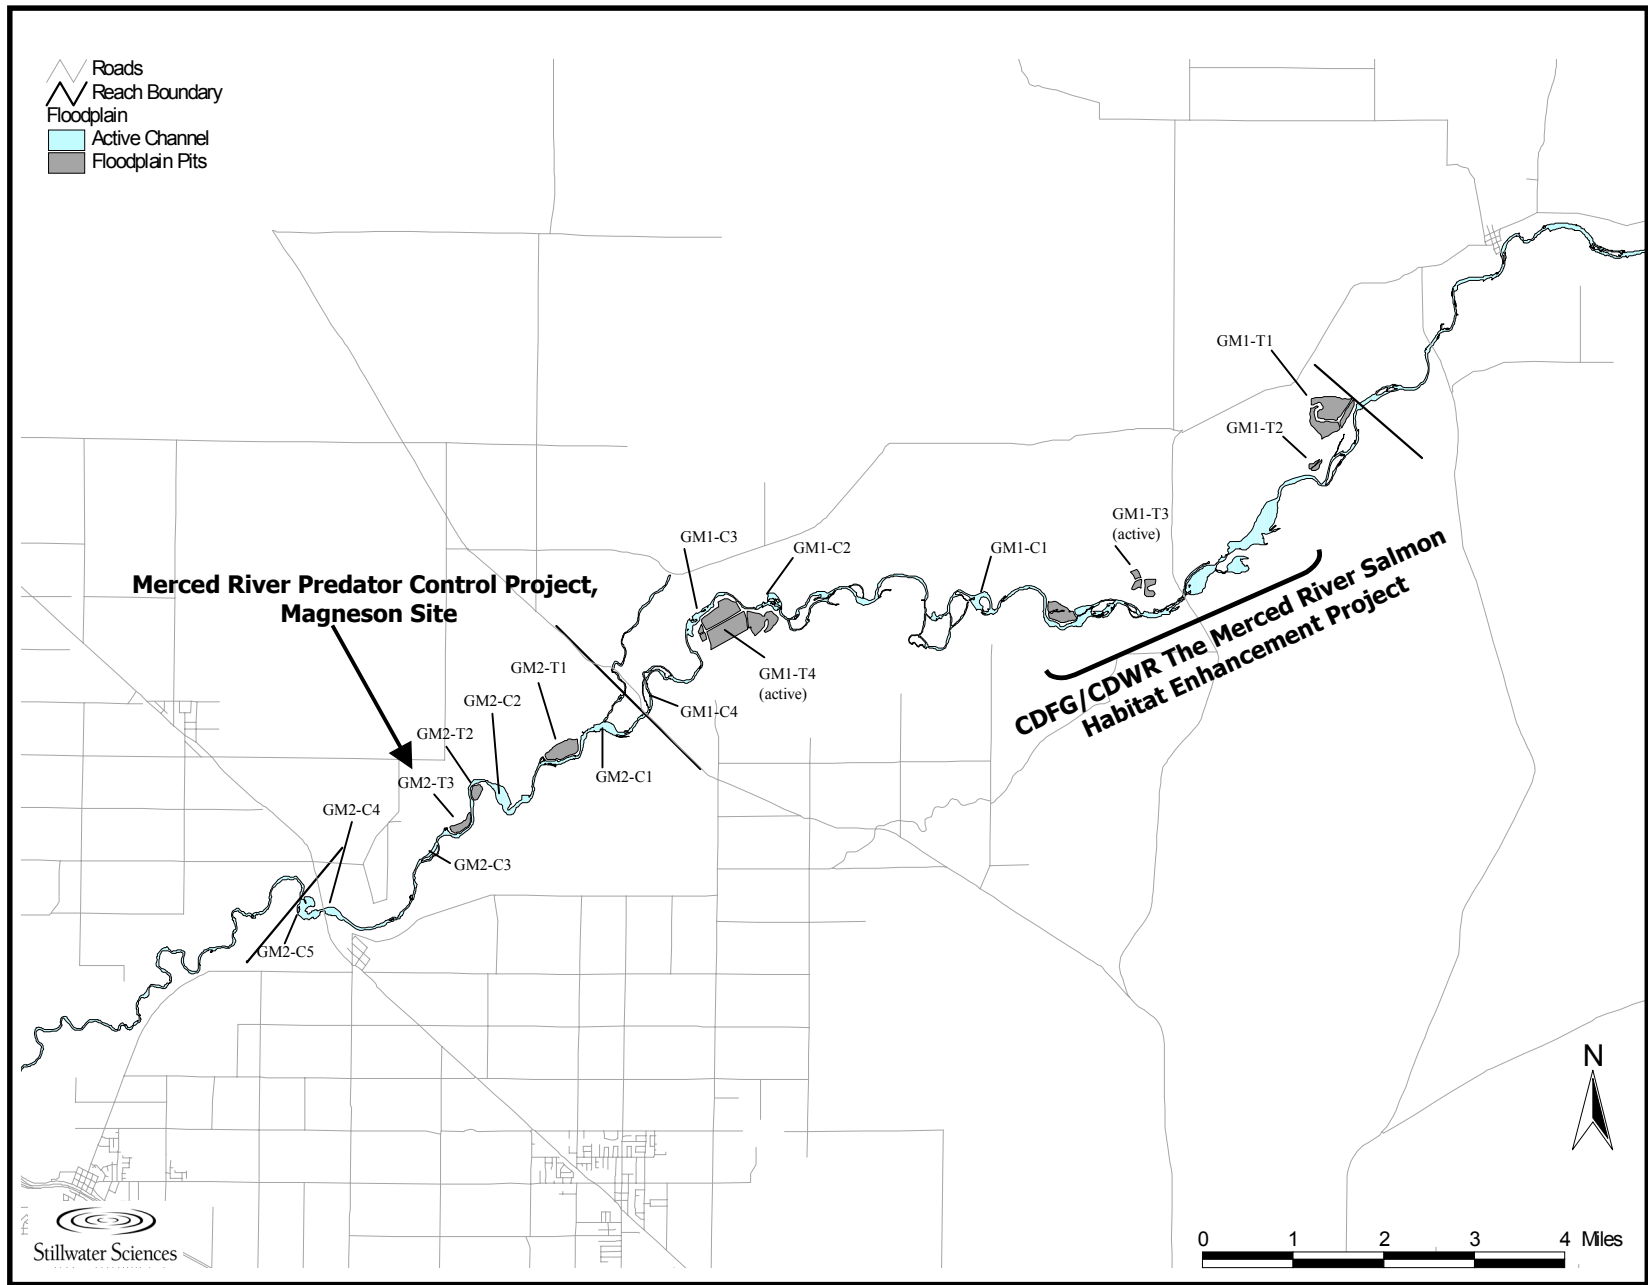 Roads
Reach Boundary
Floodplain
Active Channel
Floodplain Pits
GM1-T1
GM1-T2
GM1-T3
(active)
GM1-C3
GM1-C2
GM1-C1
Merced River Predator Control Project,
Magneson Site
CDFG/CDWR The Merced River Salmon
Habitat Enhancement Project
GM2-T1
GM1-T4
(active)
GM2-C2
GM1-C4
GM2-T2
GM2-C1
GM2-T3
GM2-C4
GM2-C3
GM2-C5
N
Stillwater Sciences
0 1 2 3 4 Miles